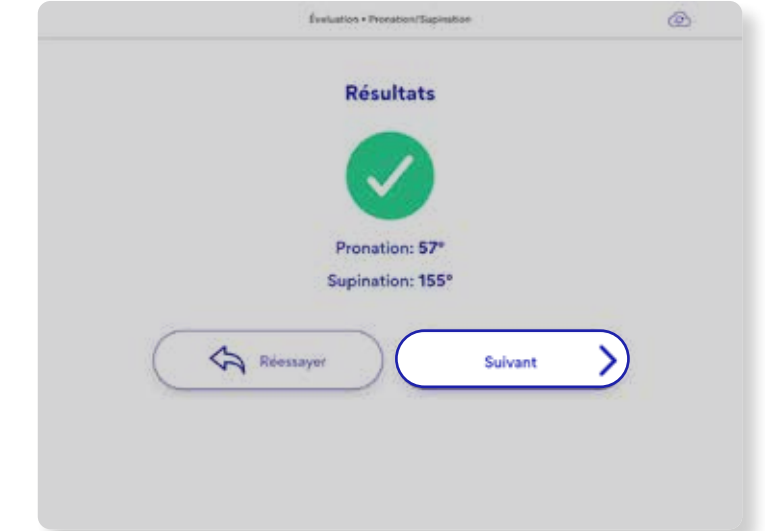 Évaluation • Pronation/Supination
Résultats
Pronation: 57°
Supination: 155°
Réessayer
Suivant